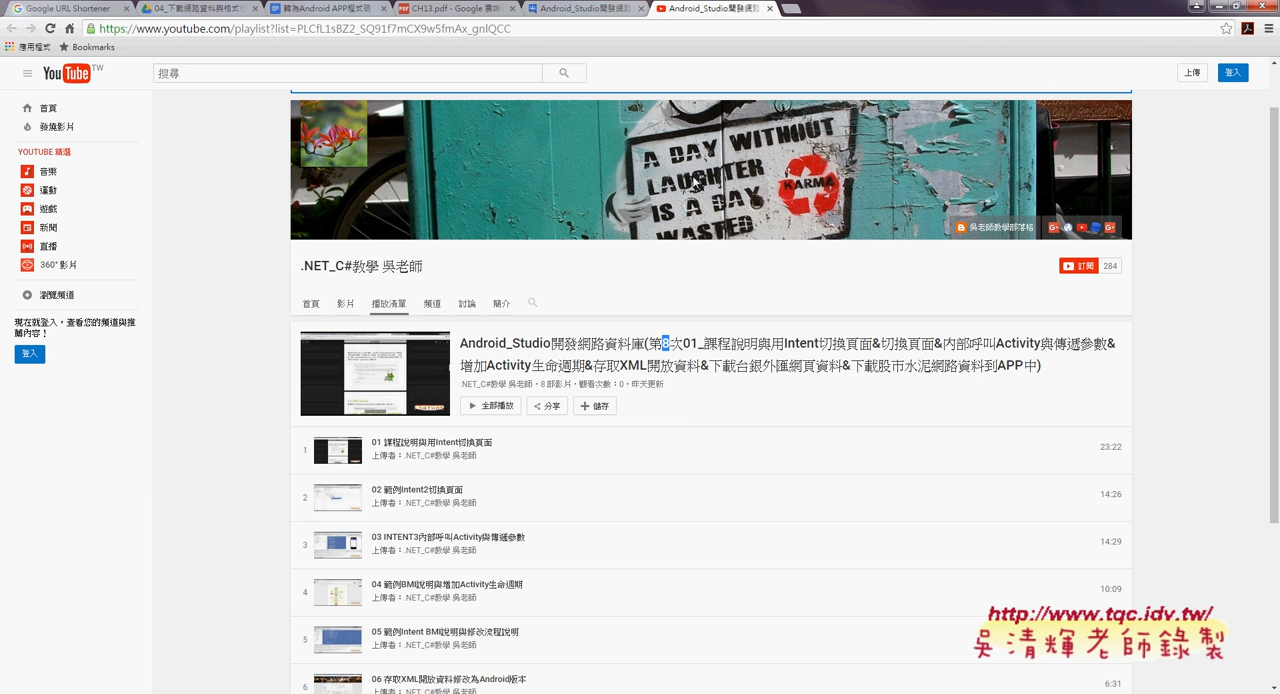 Google URL Shortener
04_下載網路資料與格式化
轉為Android APP程式碼
CH13.pdf - Google 雲端
Android_Studio開發網路
Android_Studio開發網路
https://www.youtube.com/playlist?list=PLCfL1sBZ2_SQ91f7mCX9w5fmAx_gnlQCC
應用程式
Bookmarks
YouTube TW
搜尋
上傳
登入
首頁
發燒影片
YOUTUBE 精選
音樂
運動
遊戲
新聞
直播
360° 影片
瀏覽頻道
現在就登入，查看您的頻道與推
薦內容！
登入
A DAY WITHOUT
LAUGHTER
IS A DAY
WASTED
KARMA
吳老師教學部落格
.NET_C#教學 吳老師
訂閱 284
首頁
影片
播放清單
頻道
討論
簡介
Android_Studio開發網路資料庫(第8次01_課程說明與用Intent切換頁面&切換頁面&內部呼叫Activity與傳遞參數&
增加Activity生命週期&存取XML開放資料&下載台銀外匯網頁資料&下載股市水泥網路資料到APP中)
.NET_C#教學 吳老師・8 部影片・觀看次數：0・昨天更新
全部播放
分享
儲存
1
01 課程說明與用Intent切換頁面
上傳者：.NET_C#教學 吳老師
23:22
2
02 範例Intent2切換頁面
上傳者：.NET_C#教學 吳老師
14:26
3
03 INTENT3內部呼叫Activity與傳遞參數
上傳者：.NET_C#教學 吳老師
14:29
4
04 範例BMI說明與增加Activity生命週期
上傳者：.NET_C#教學 吳老師
10:09
5
05 範例Intent BMI說明與修改流程說明
上傳者：.NET_C#教學 吳老師
6
06 存取XML開放資料修改為Android版本
上傳者：.NET_C#教學 吳老師
6:31
http://www.tqc.idv.tw/
吳清輝老師錄製